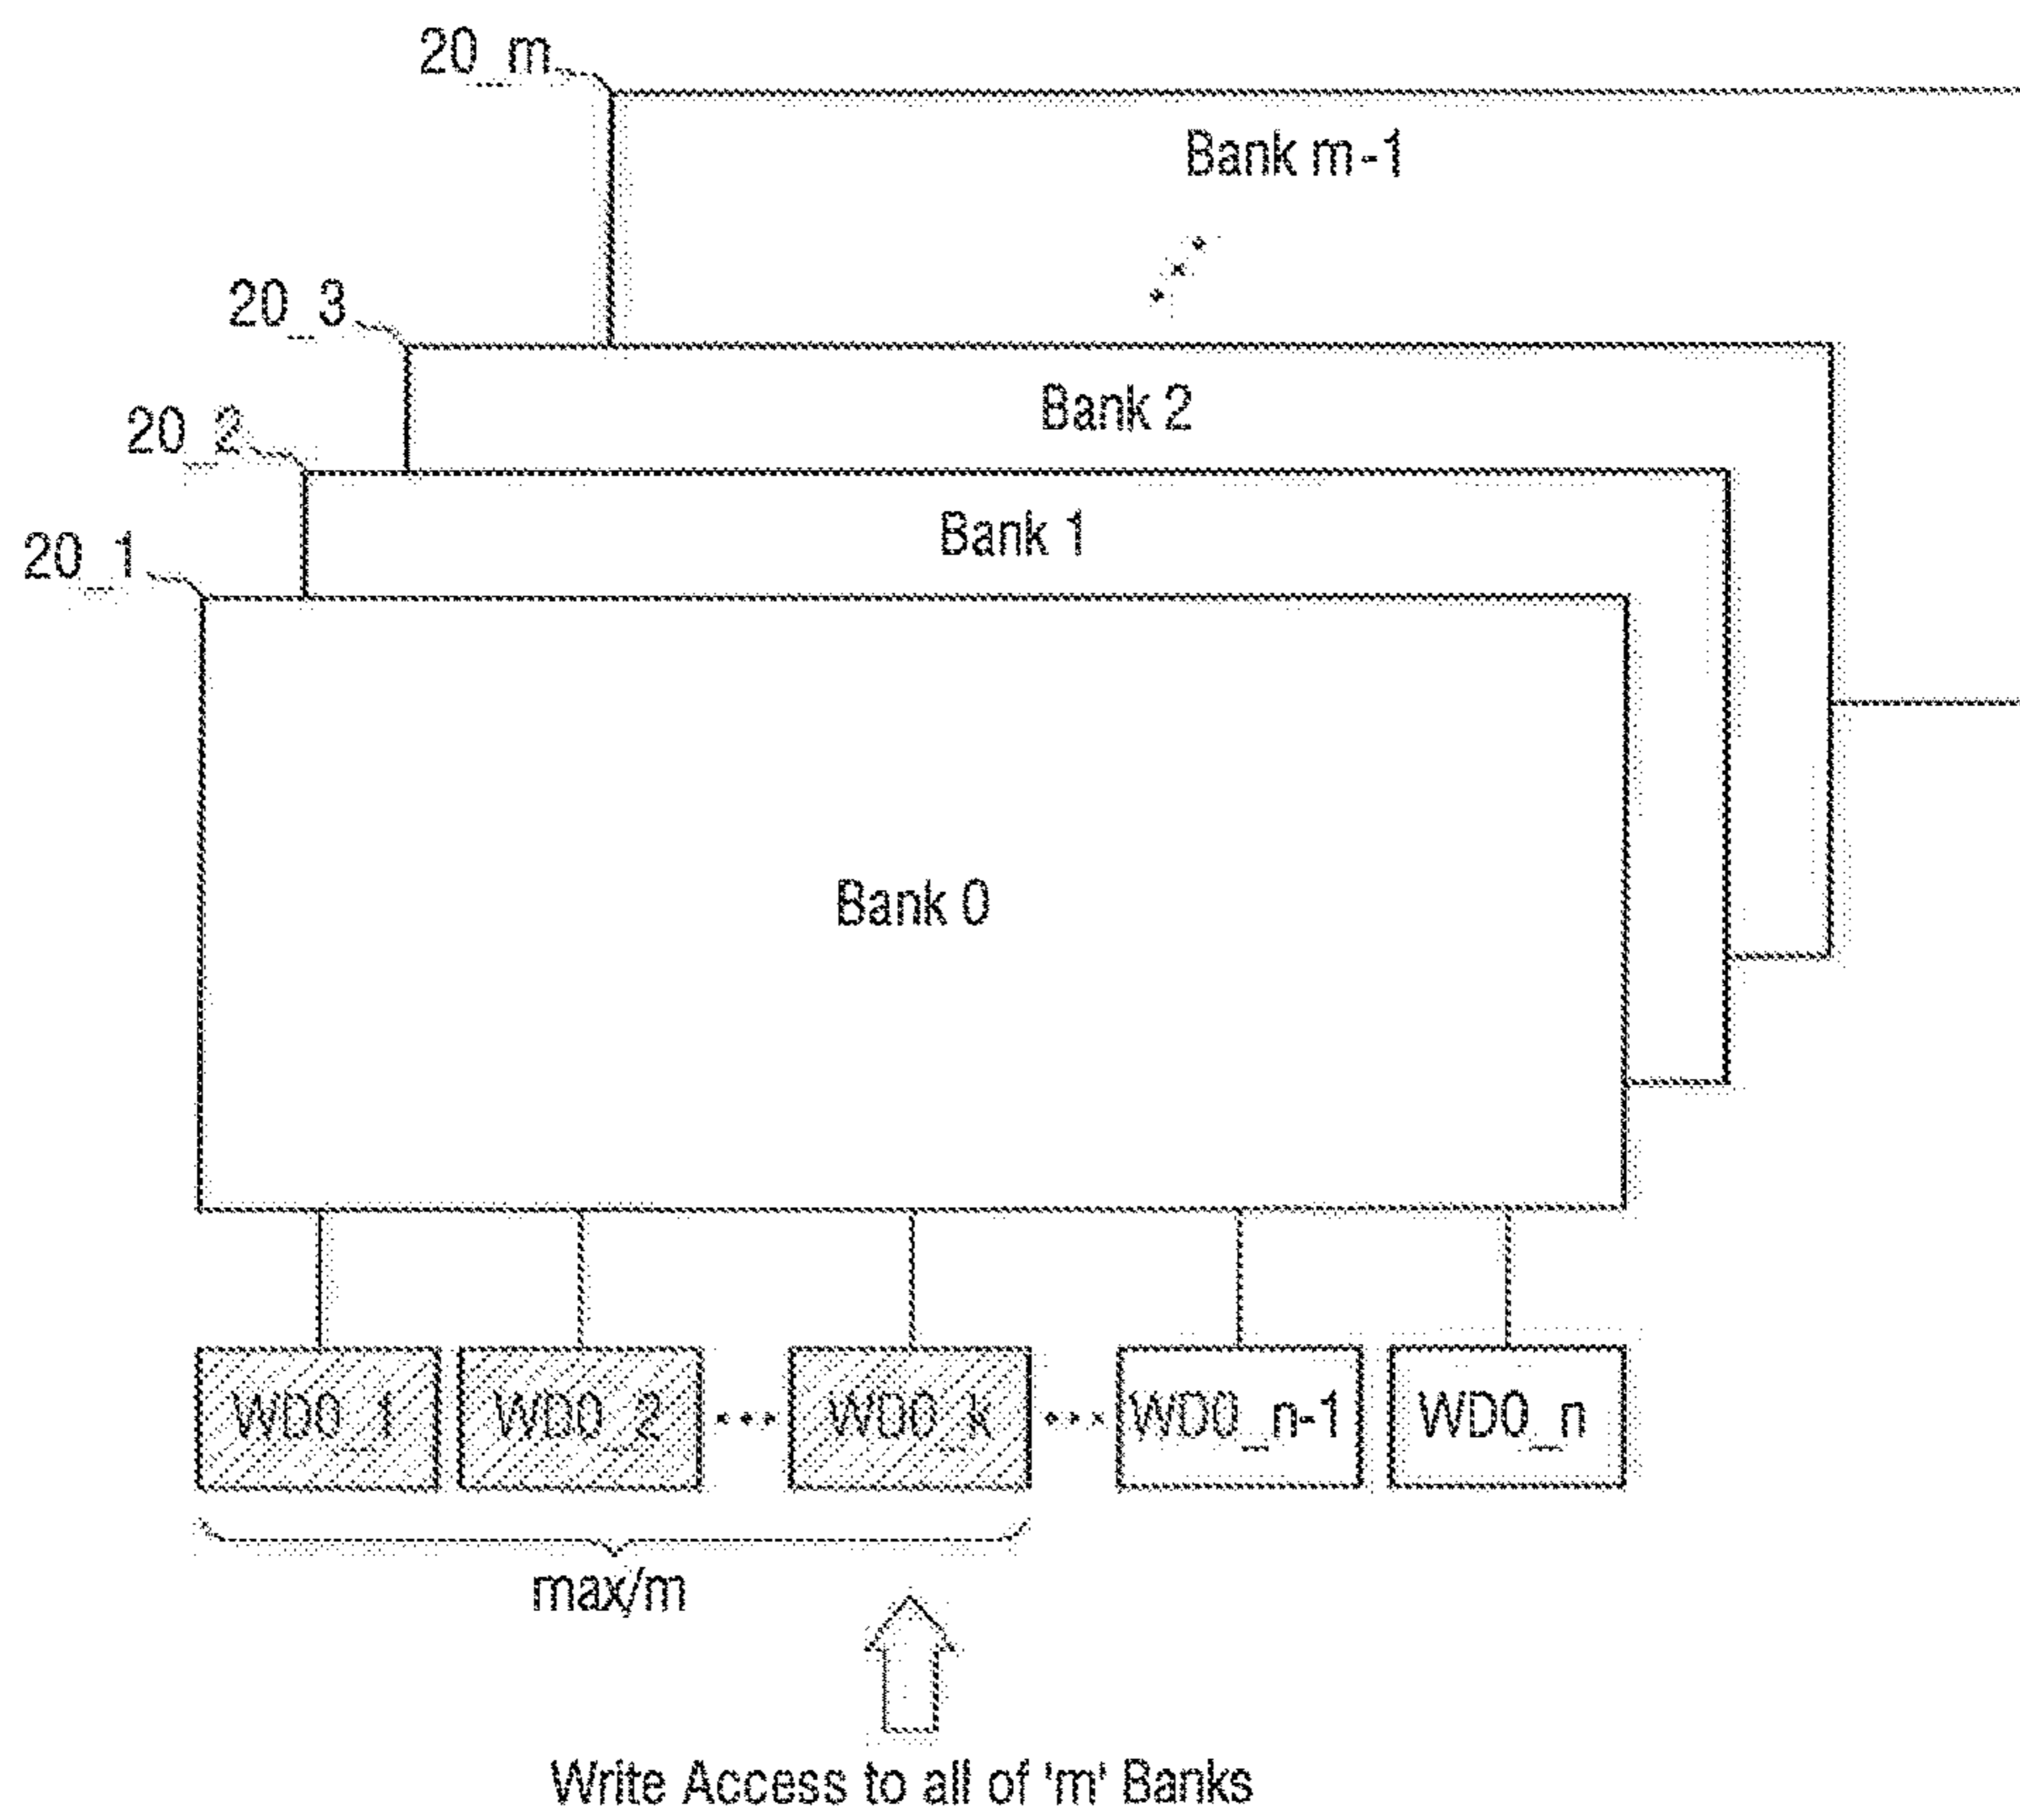 20_m
Bank m-1
20_3
Bank 2
20_2
Bank 1
20_1
Bank 0
WD0_1 WD0_2 ... WD0_k ... WD0_n-1 WD0_n
max/m
Write Access to all of 'm' Banks